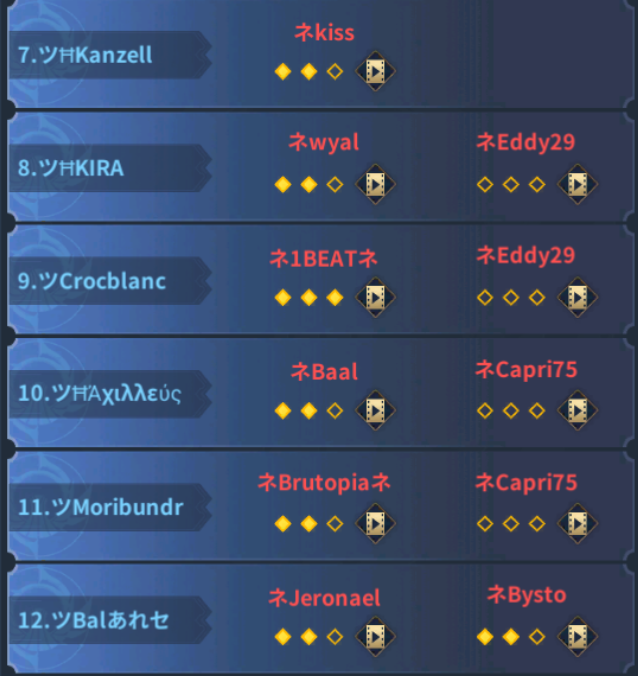 ネkiss
7.ツĦKanzell
ネwyal ネEddy29
8.ツĦKIRA
ネ1BEATネ ネEddy29
9.ツCrocblanc
ネBaal ネCapri75
10.ツĦἈχιλλεύς
ネBrutopiaネ ネCapri75
11.ツMoribundr
ネJeronael ネBysto
12.ツBalあれセ